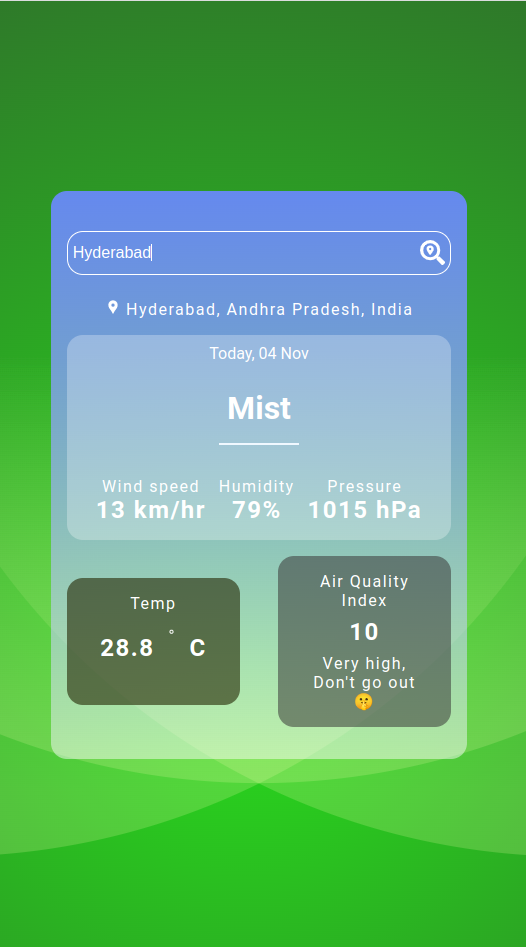 Hyderabad
Hyderabad, Andhra Pradesh, India
Today, 04 Nov
Mist
Wind speed Humidity Pressure
13 km/hr 79% 1015 hPa
Temp
28.8 ° C
Air Quality
Index
10
Very high,
Don't go out
🤫